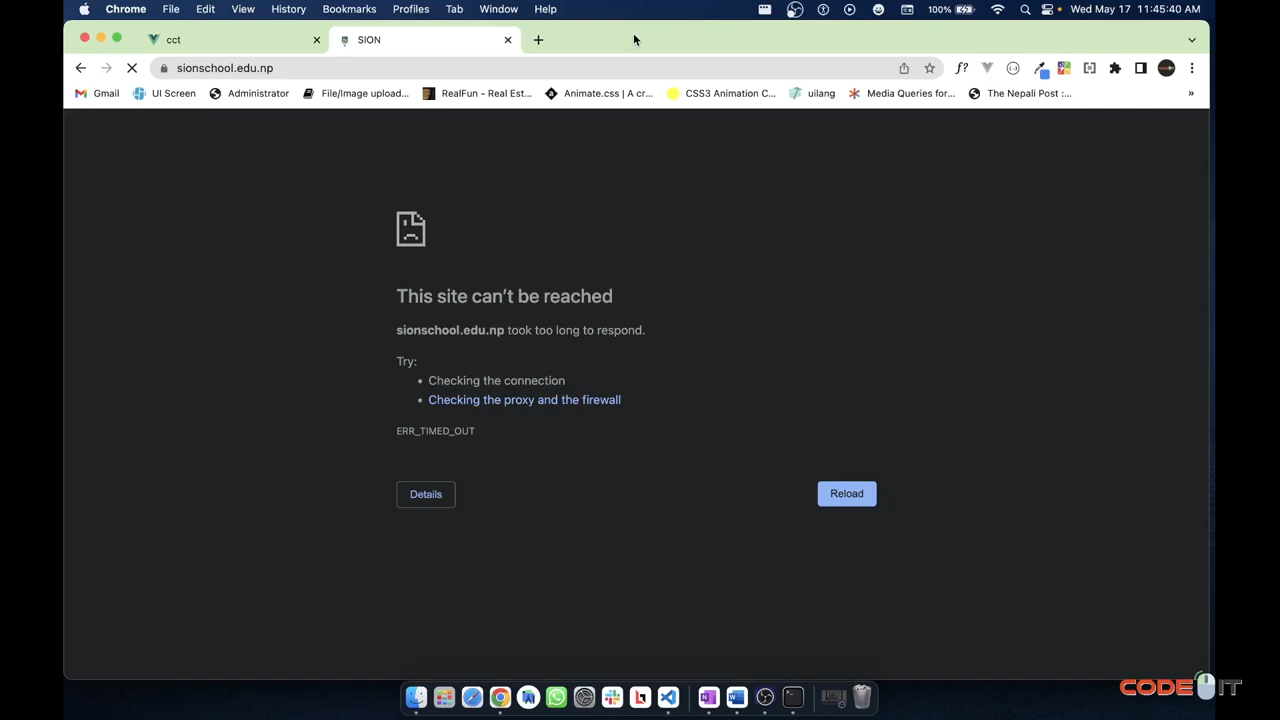 Chrome File Edit View History Bookmarks Profiles Tab Window Help 100% Wed May 17 11:45:40 AM
cct SION
sionschool.edu.np
Gmail UI Screen Administrator File/Image upload... RealFun - Real Est... Animate.css | A cr... CSS3 Animation C... uilang Media Queries for... The Nepali Post :... »
This site can't be reached
sionschool.edu.np took too long to respond.
Try:
• Checking the connection
• Checking the proxy and the firewall
ERR_TIMED_OUT
Details Reload
CODE IT